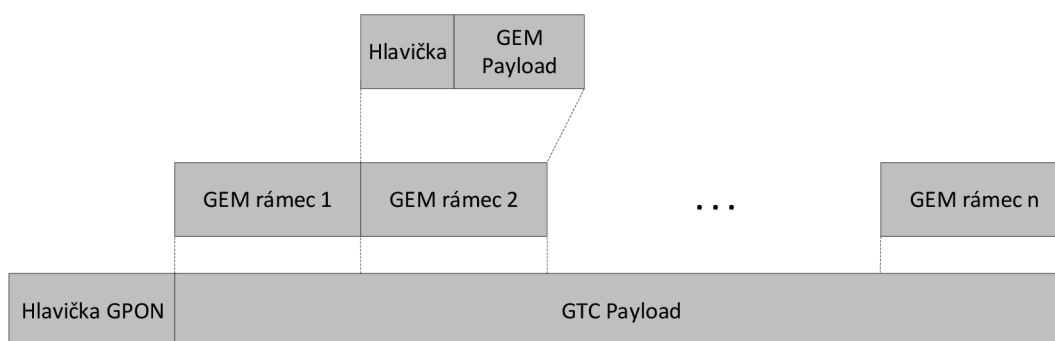 Hlavička
GEM
Payload
GEM rámec 1
GEM rámec 2
...
GEM rámec n
Hlavička GPON
GTC Payload